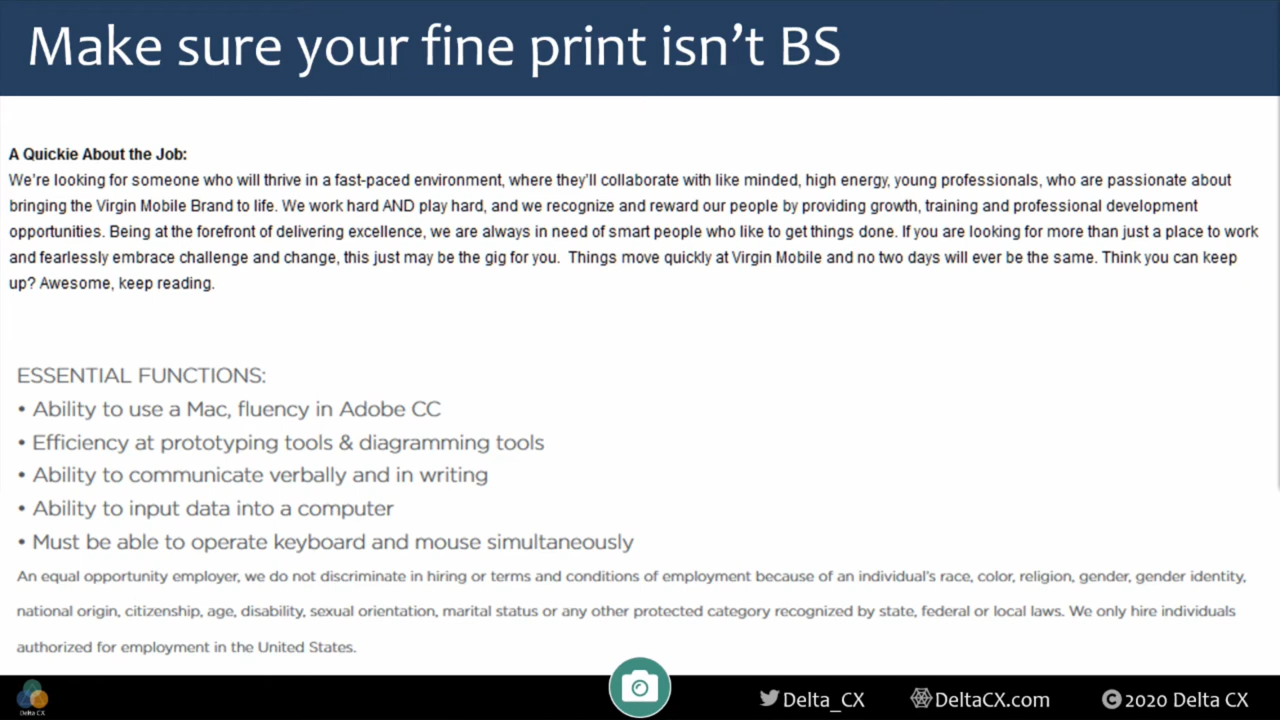 Make sure your fine print isn't BS
A Quickie About the Job:
We're looking for someone who will thrive in a fast-paced environment, where they'll collaborate with like minded, high energy, young professionals, who are passionate about
bringing the Virgin Mobile Brand to life. We work hard AND play hard, and we recognize and reward our people by providing growth, training and professional development
opportunities. Being at the forefront of delivering excellence, we are always in need of smart people who like to get things done. If you are looking for more than just a place to work
and fearlessly embrace challenge and change, this just may be the gig for you. Things move quickly at Virgin Mobile and no two days will ever be the same. Think you can keep
up? Awesome, keep reading.
ESSENTIAL FUNCTIONS:
• Ability to use a Mac, fluency in Adobe CC
• Efficiency at prototyping tools & diagramming tools
• Ability to communicate verbally and in writing
• Ability to input data into a computer
• Must be able to operate keyboard and mouse simultaneously
An equal opportunity employer, we do not discriminate in hiring or terms and conditions of employment because of an individual's race, color, religion, gender, gender identity,
national origin, citizenship, age, disability, sexual orientation, marital status or any other protected category recognized by state, federal or local laws. We only hire individuals
authorized for employment in the United States.
Delta CX
Delta_CX
DeltaCX.com
© 2020 Delta CX